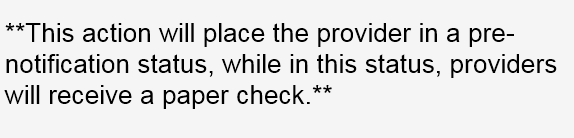 **This action will place the provider in a pre-
notification status, while in this status, providers
will receive a paper check.**